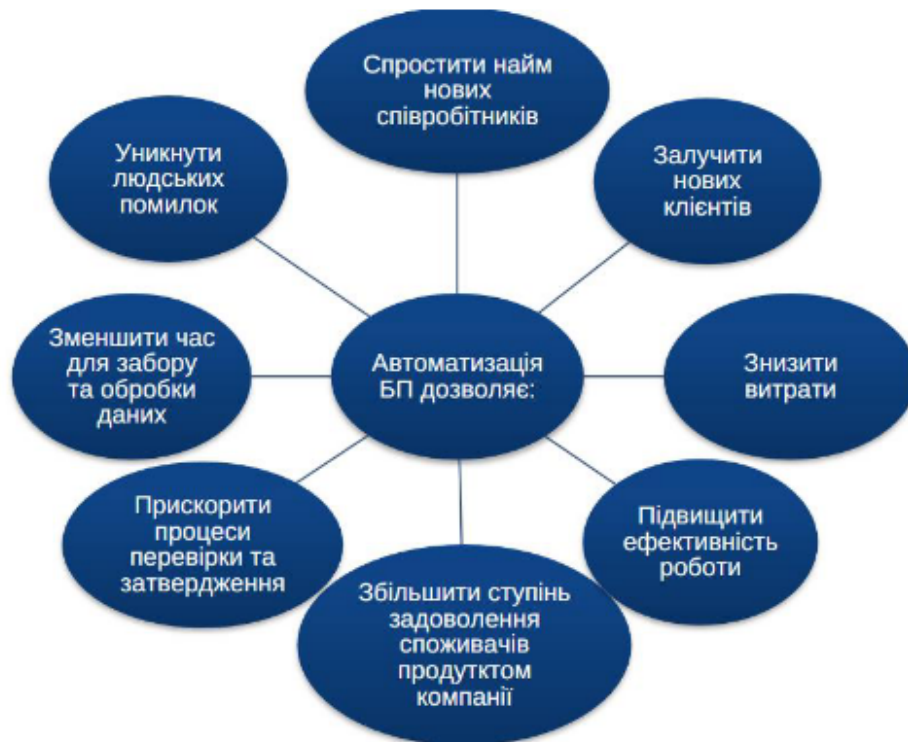 Спростити найм
нових
співробітників
Уникнути
людських
помилок
Залучити
нових
клієнтів
Зменшити час
для забору
та обробки
даних
Автоматизація
БП дозволяє:
Знизити
витрати
Прискорити
процеси
перевірки та
затвердження
Підвищити
ефективність
роботи
Збільшити ступінь
задоволення
споживачів
продутктом
компанії